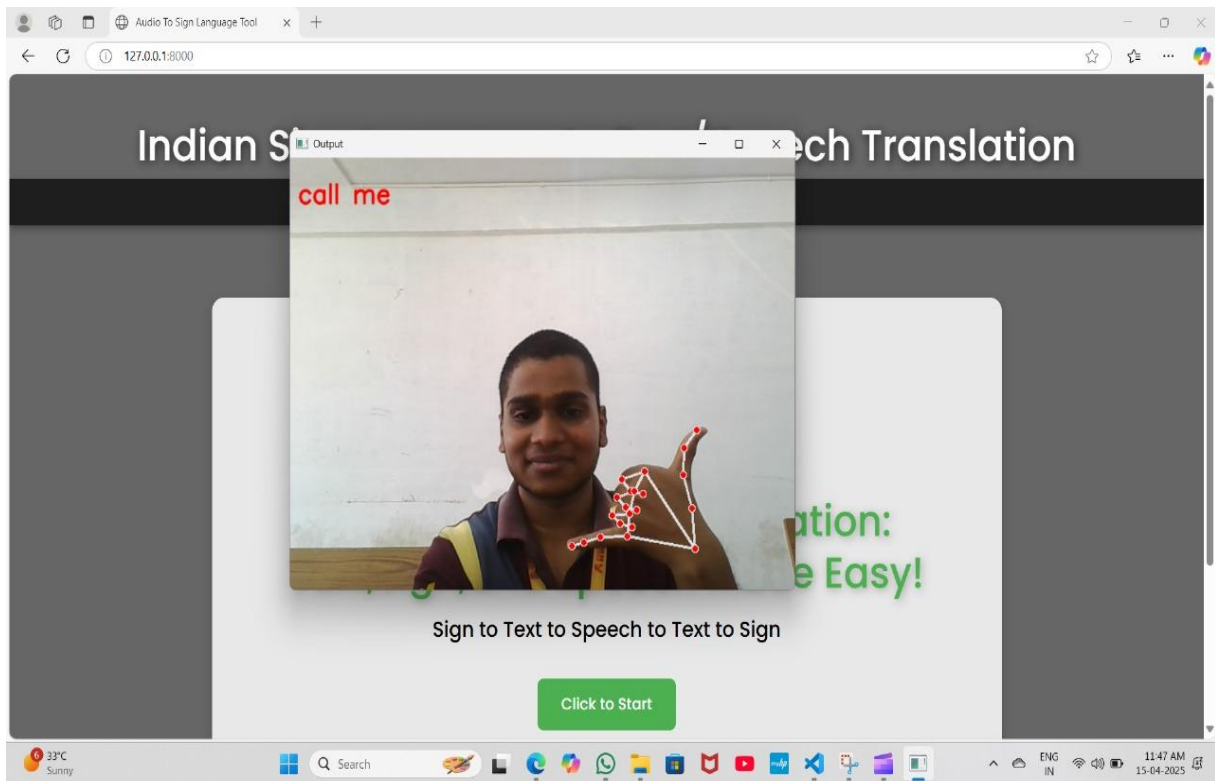 Audio To Sign Language Tool
127.0.0.1:8000
Indian S ech Translation
Output
call me
ation:
e Easy!
Sign to Text to Speech to Text to Sign
Click to Start
6
33°C
Sunny
Search
myhp
ENG
IN
11:47 AM
15-04-2025